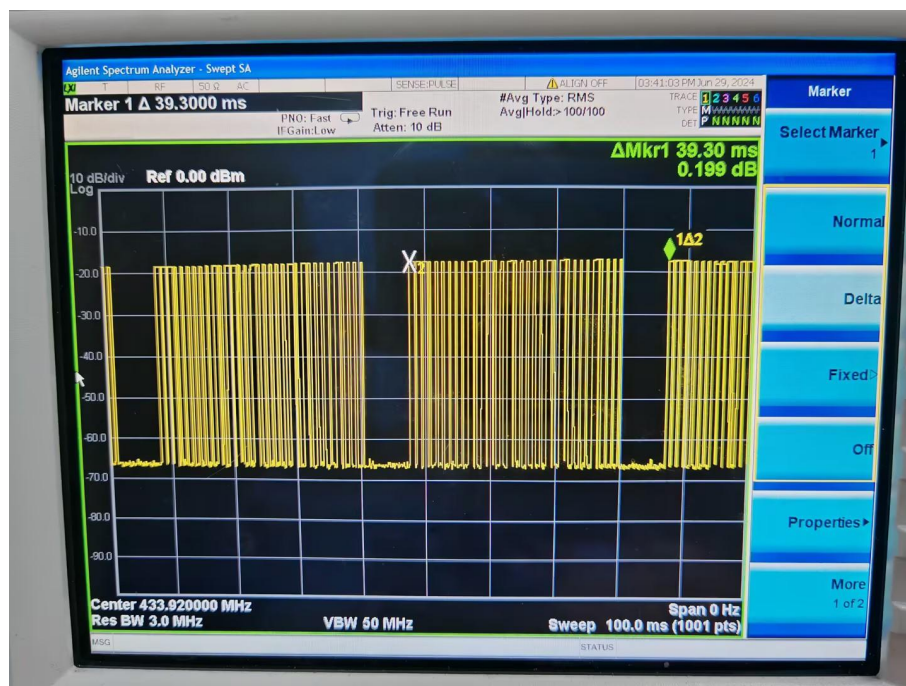 Agilent Spectrum Analyzer - Swept SA
LXI T RF 50 Ω AC SENSE:PULSE ALIGN OFF 03:41:03 PM Jun 29, 2024
Marker 1 Δ 39.3000 ms
PNO: Fast
IFGain:Low
Trig: Free Run
Atten: 10 dB
#Avg Type: RMS
Avg|Hold:> 100/100
TRACE 1 2 3 4 5 6
TYPE M
DET P N N N N N
ΔMkr1 39.30 ms
0.199 dB
10 dB/div Ref 0.00 dBm
Log
-10.0
-20.0
-30.0
-40.0
-50.0
-60.0
-70.0
-80.0
-90.0
2
1Δ2
Center 433.920000 MHz
Res BW 3.0 MHz
VBW 50 MHz
Span 0 Hz
Sweep 100.0 ms (1001 pts)
MSG
STATUS
Marker
Select Marker
1
Normal
Delta
Fixed
Off
Properties
More
1 of 2